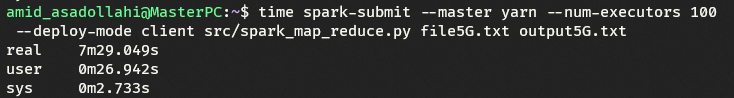 amid_asadollahi@MasterPC:~$ time spark-submit --master yarn --num-executors 100
--deploy-mode client src/spark_map_reduce.py file5G.txt output5G.txt
real    7m29.049s
user    0m26.942s
sys     0m2.733s